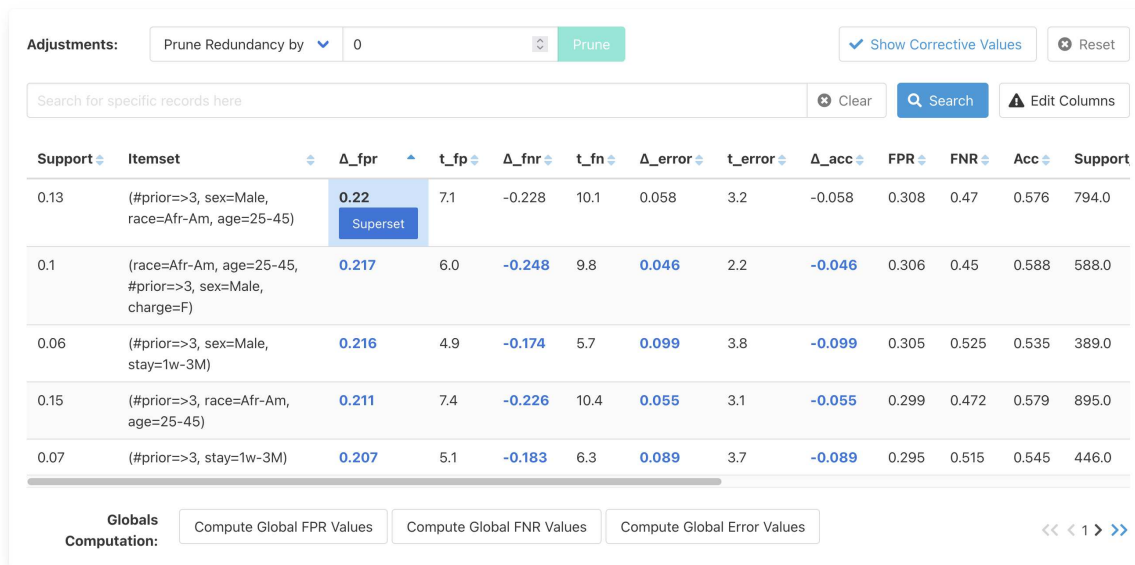 Adjustments: Prune Redundancy by 0 Prune Show Corrective Values Reset
Search for specific records here Clear Search Edit Columns
Support Itemset Δ_fpr t_fp Δ_fnr t_fn Δ_error t_error Δ_acc FPR FNR Acc Support_
0.13 (#prior=>3, sex=Male, 0.22 7.1 -0.228 10.1 0.058 3.2 -0.058 0.308 0.47 0.576 794.0
race=Afr-Am, age=25-45) Superset
0.1 (race=Afr-Am, age=25-45, 0.217 6.0 -0.248 9.8 0.046 2.2 -0.046 0.306 0.45 0.588 588.0
#prior=>3, sex=Male,
charge=F)
0.06 (#prior=>3, sex=Male, 0.216 4.9 -0.174 5.7 0.099 3.8 -0.099 0.305 0.525 0.535 389.0
stay=1w-3M)
0.15 (#prior=>3, race=Afr-Am, 0.211 7.4 -0.226 10.4 0.055 3.1 -0.055 0.299 0.472 0.579 895.0
age=25-45)
0.07 (#prior=>3, stay=1w-3M) 0.207 5.1 -0.183 6.3 0.089 3.7 -0.089 0.295 0.515 0.545 446.0
Globals Compute Global FPR Values Compute Global FNR Values Compute Global Error Values << < 1 > >>
Computation: